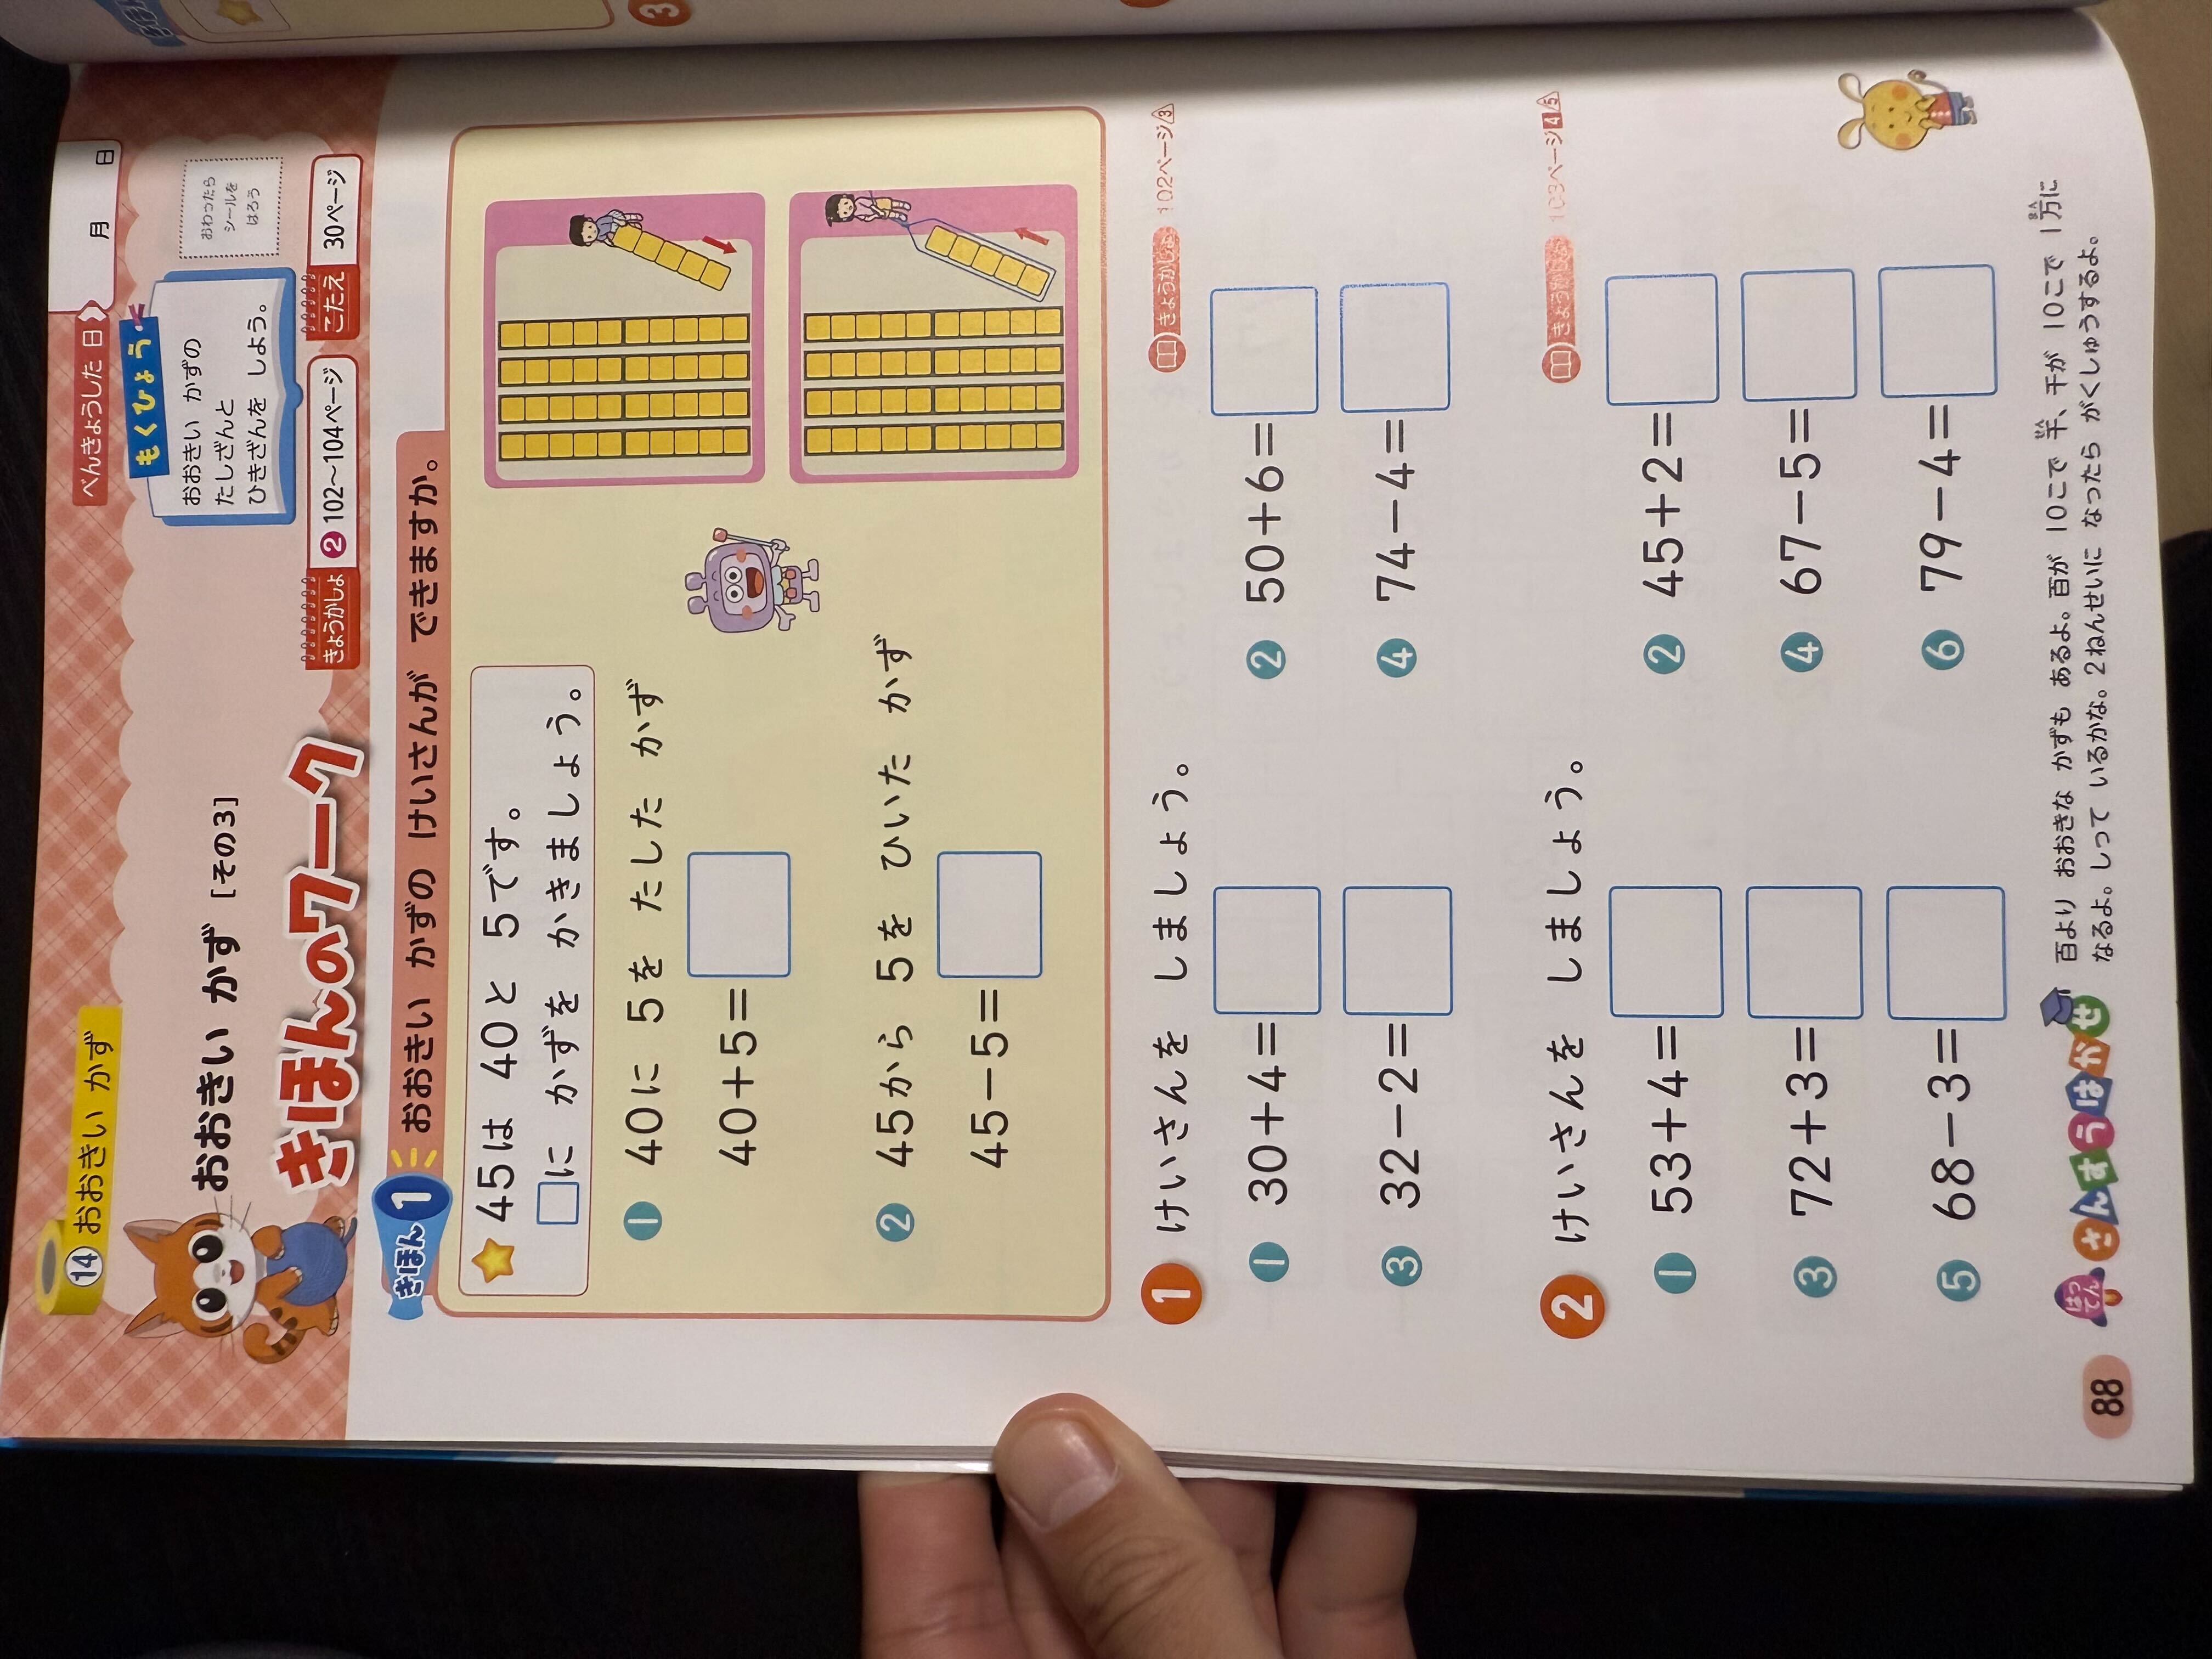 ⑭ おおきい かず
べんきょうした 日
月 日
おおきい かず [その3]
きほんのワーク
もくひょう
おおきい かずの
たしざんと
ひきざんを しよう。
おわったら
シールを
はろう
きょうかしょ ❷ 102〜104ページ
こたえ 30ページ
きほん 1 おおきい かずの けいさんが できますか。
☆ 45は 40と 5です。
□に かずを かきましょう。
❶ 40に 5を たした かず
40+5=
❷ 45から 5を ひいた かず
45−5=
1 けいさんを しましょう。
きょうかしょ 102ページ3
❶ 30+4=
❷ 50+6=
❸ 32−2=
❹ 74−4=
2 けいさんを しましょう。
きょうかしょ 103ページ4 5
❶ 53+4=
❷ 45+2=
❸ 72+3=
❹ 67−5=
❺ 68−3=
❻ 79−4=
はってん さんすうはかせ
百より おおきな かずも あるよ。百が 10こで 千、千が 10こで 1万に
なるよ。しって いるかな。2ねんせいに なったら がくしゅうするよ。
88